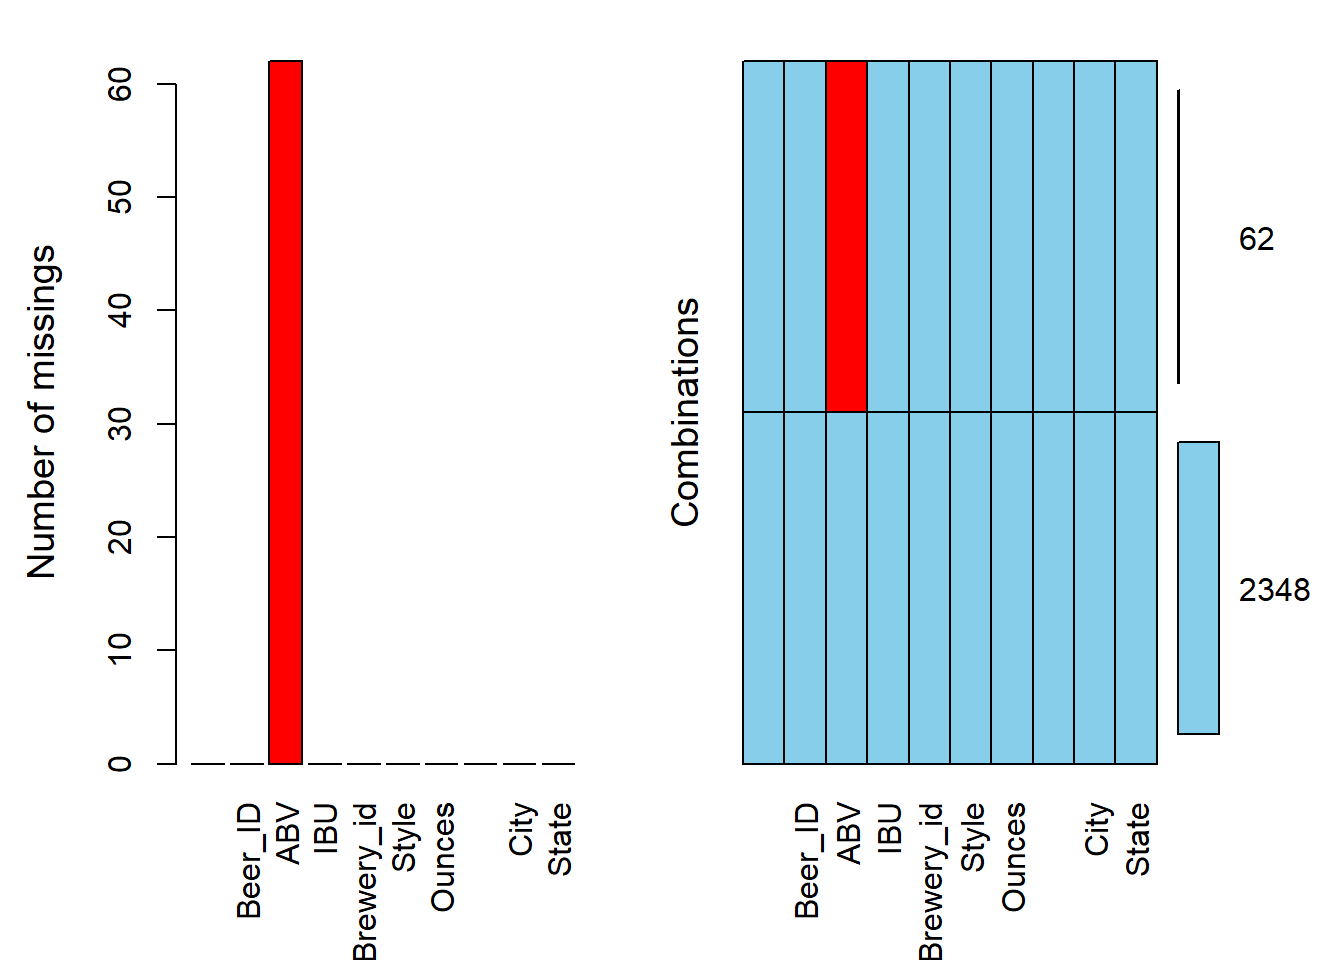 Number of missings
60
50
40
30
20
10
0
Beer_ID
ABV
IBU
Brewery_id
Style
Ounces
City
State
Combinations
62
2348
Beer_ID
ABV
IBU
Brewery_id
Style
Ounces
City
State